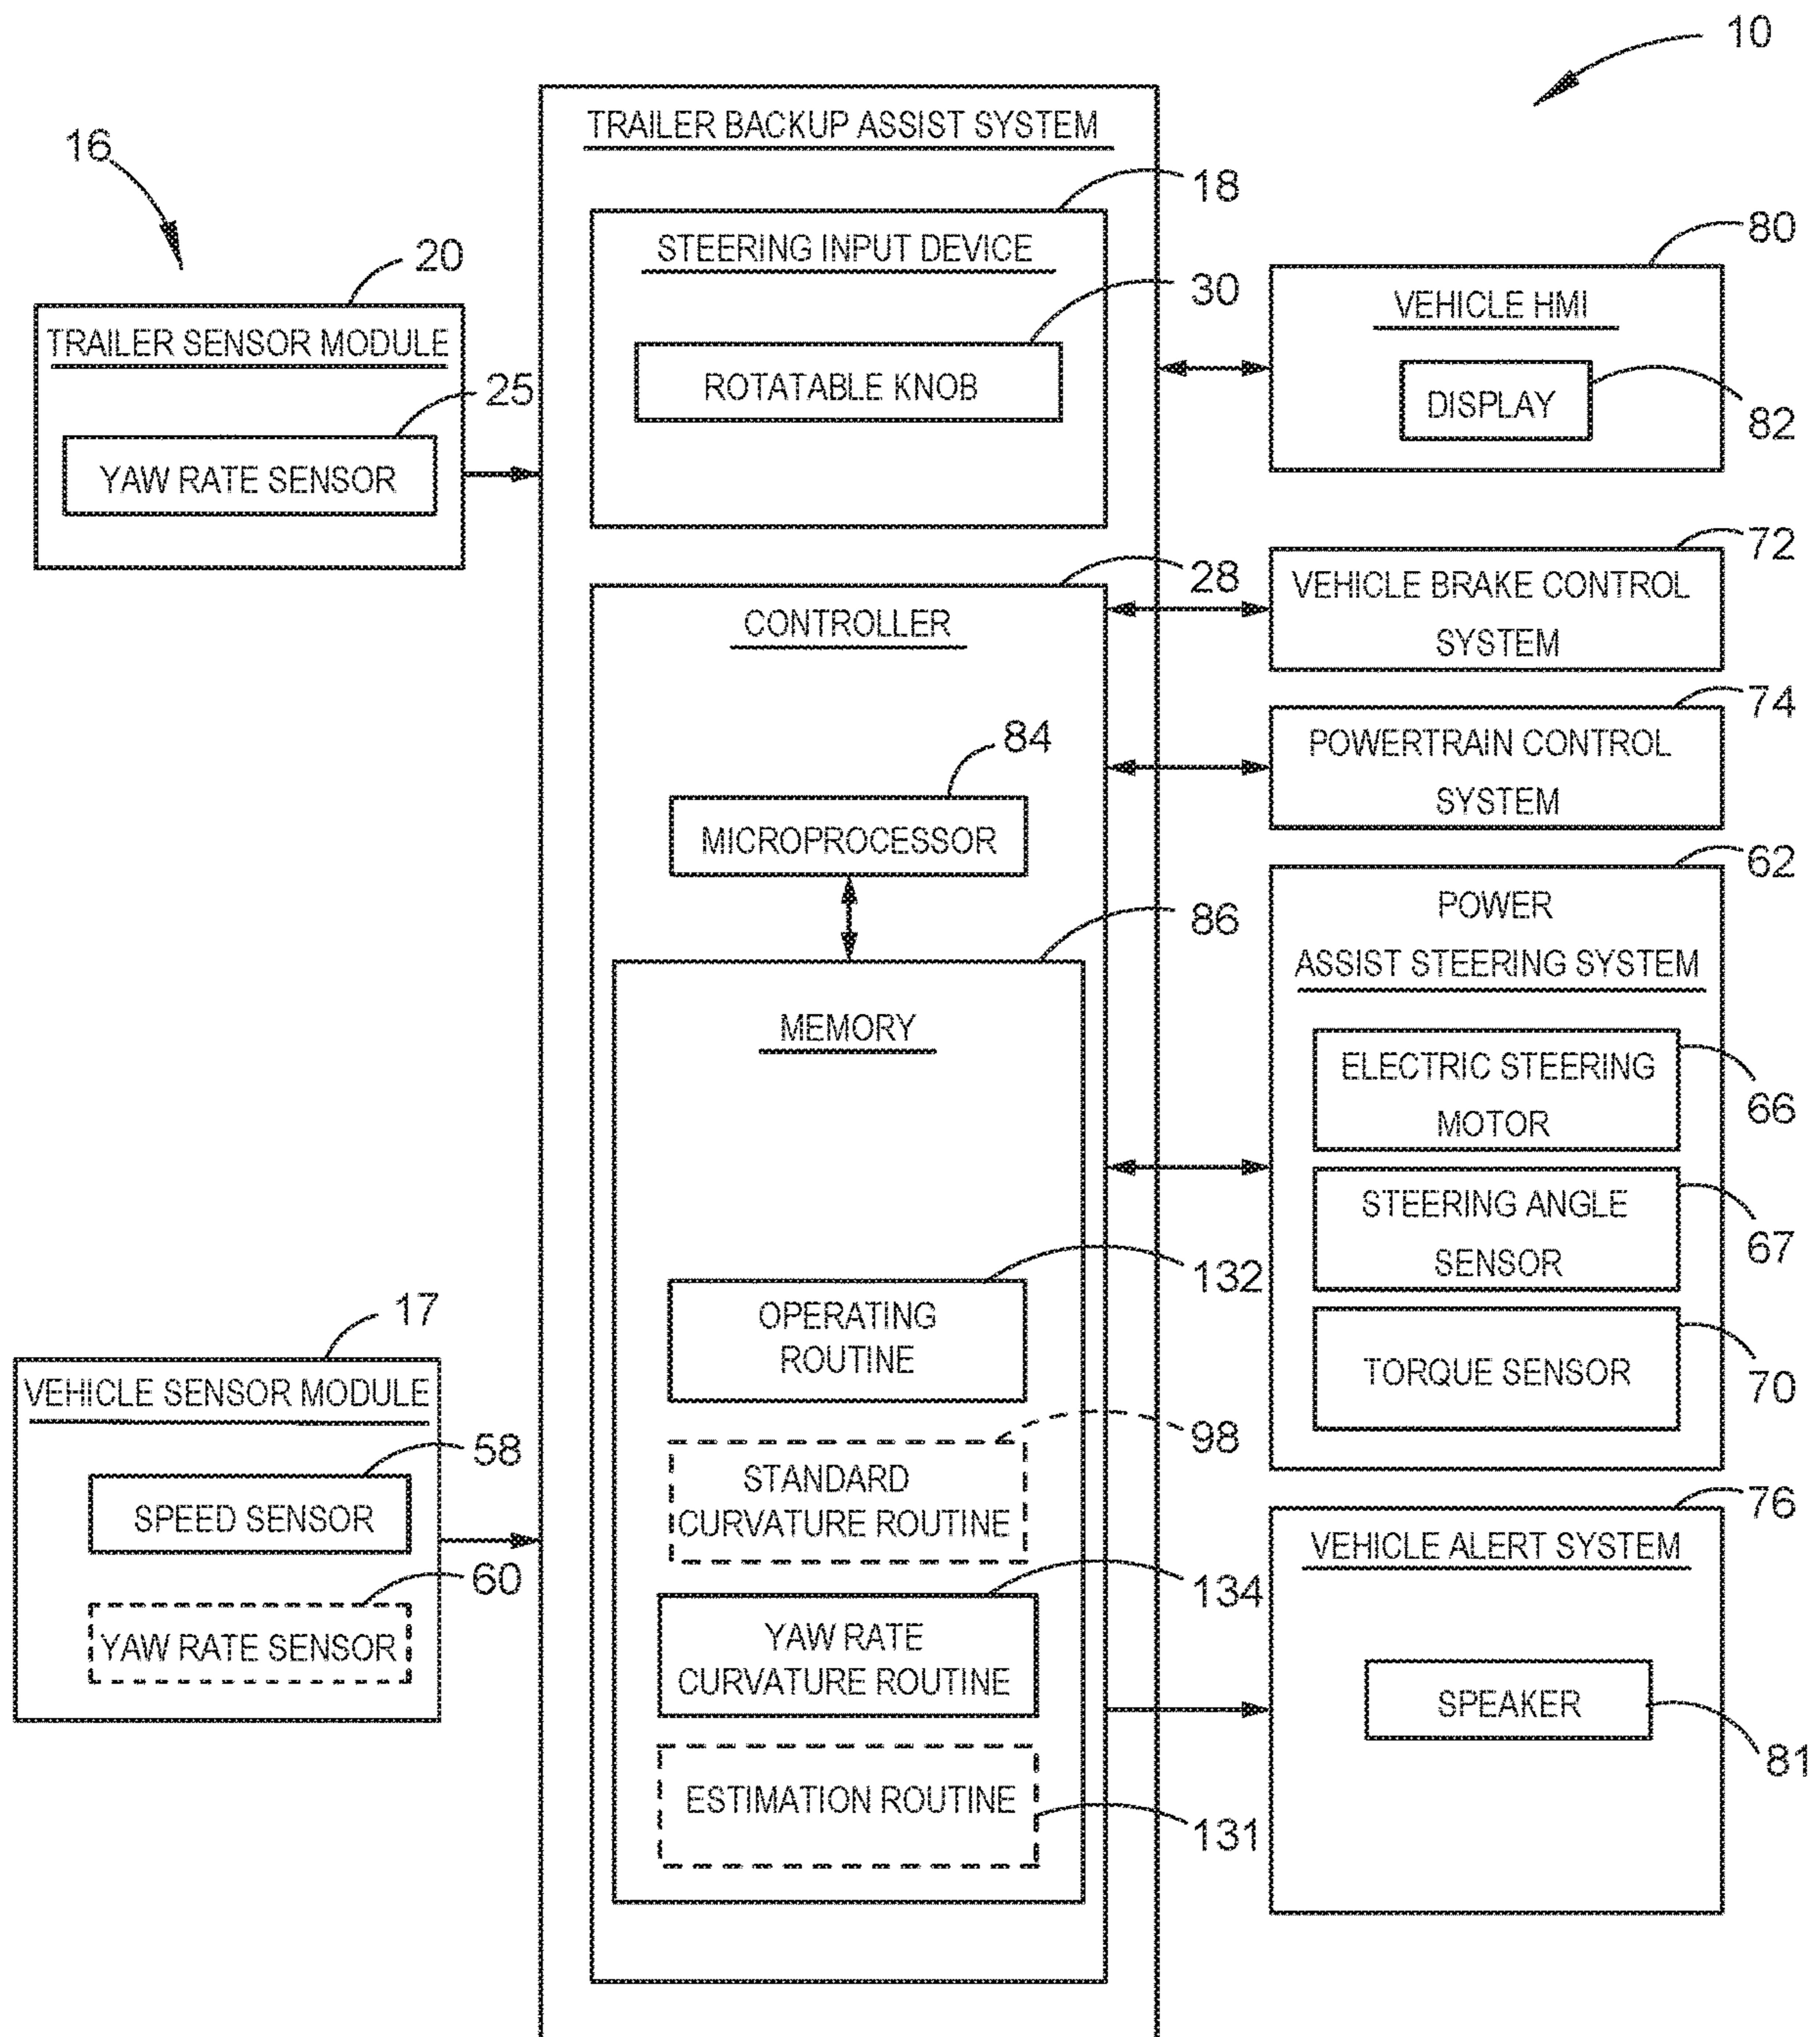 10
TRAILER BACKUP ASSIST SYSTEM
16
18
STEERING INPUT DEVICE
30
ROTATABLE KNOB
20
TRAILER SENSOR MODULE
25
YAW RATE SENSOR
80
VEHICLE HMI
DISPLAY
82
28
CONTROLLER
72
VEHICLE BRAKE CONTROL
SYSTEM
74
POWERTRAIN CONTROL
SYSTEM
84
MICROPROCESSOR
86
MEMORY
62
POWER
ASSIST STEERING SYSTEM
ELECTRIC STEERING
MOTOR
66
STEERING ANGLE
SENSOR
67
TORQUE SENSOR
70
132
OPERATING
ROUTINE
98
STANDARD
CURVATURE ROUTINE
134
YAW RATE
CURVATURE ROUTINE
ESTIMATION ROUTINE
131
17
VEHICLE SENSOR MODULE
58
SPEED SENSOR
60
YAW RATE SENSOR
76
VEHICLE ALERT SYSTEM
SPEAKER
81